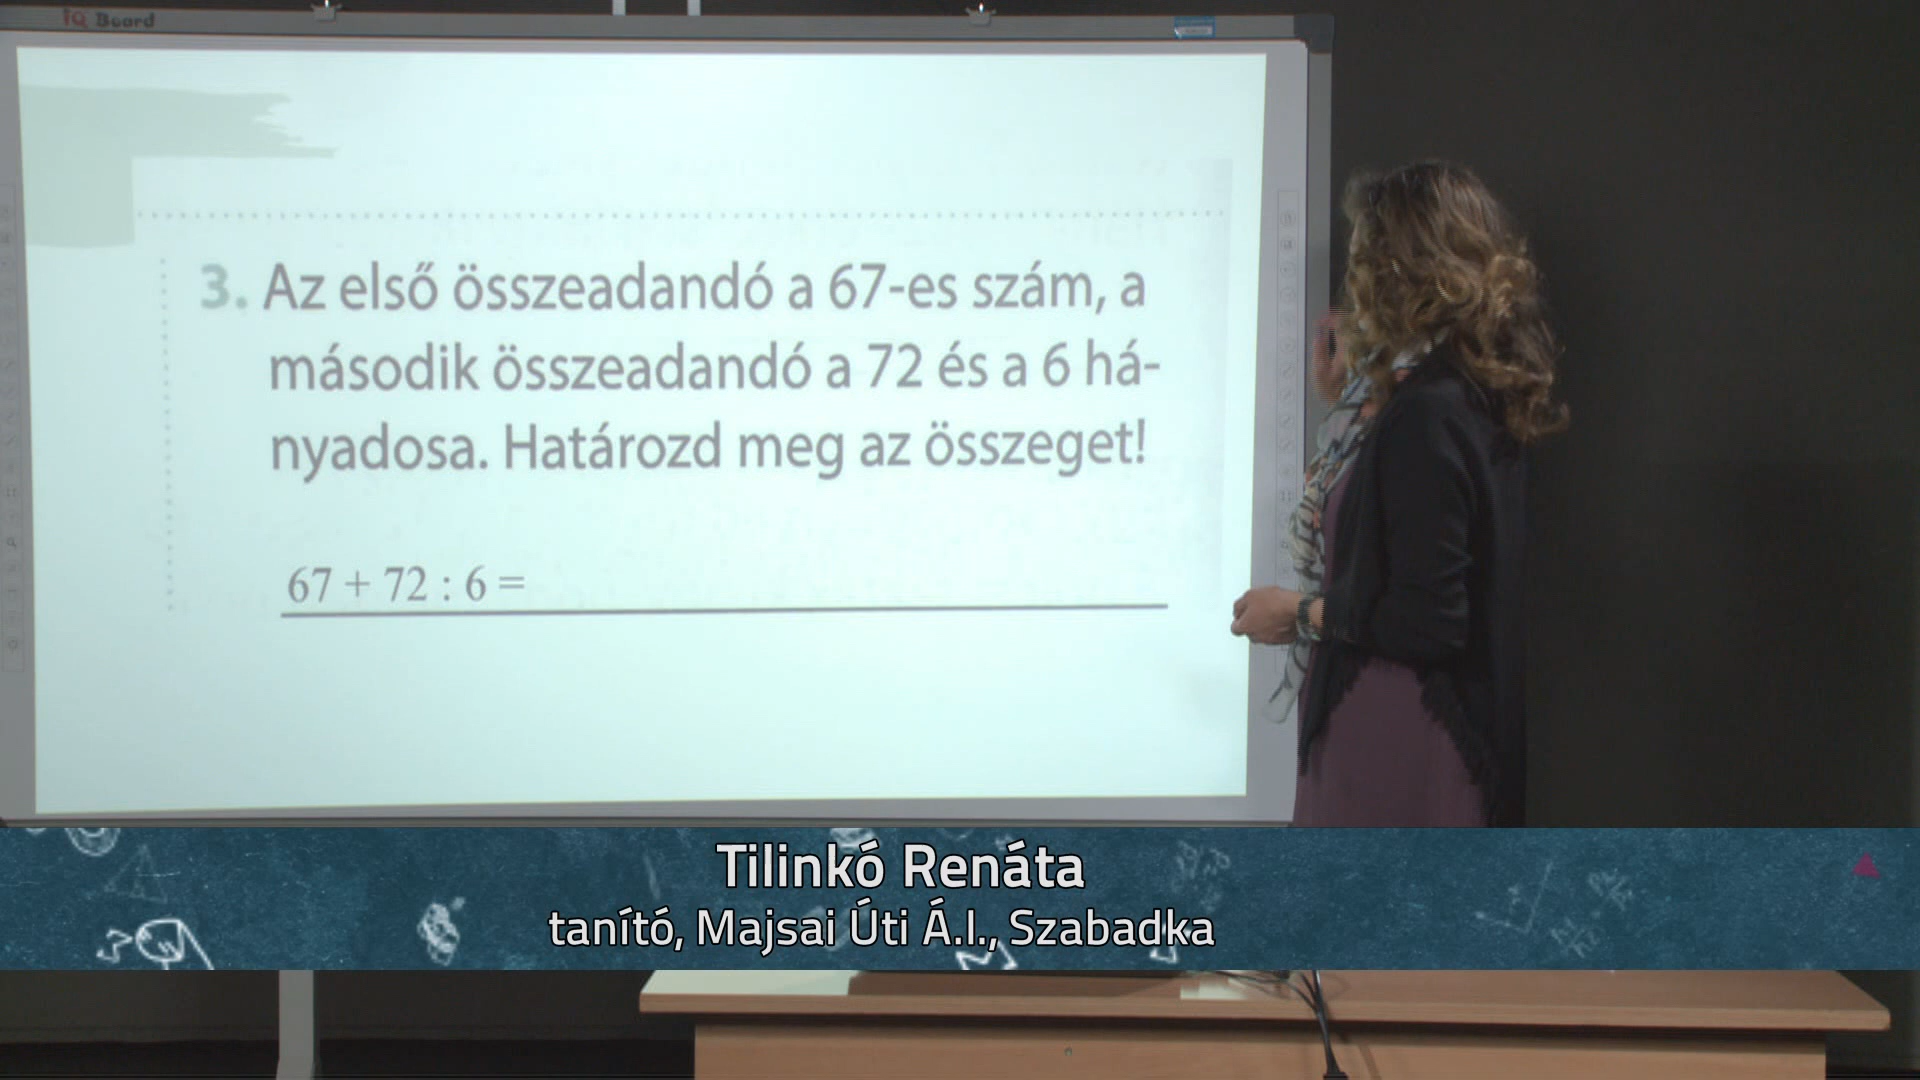 iQ Board
3. Az első összeadandó a 67-es szám, a
második összeadandó a 72 és a 6 há-
nyadosa. Határozd meg az összeget!
67 + 72 : 6 =
Tilinkó Renáta
tanító, Majsai Úti Á.I., Szabadka